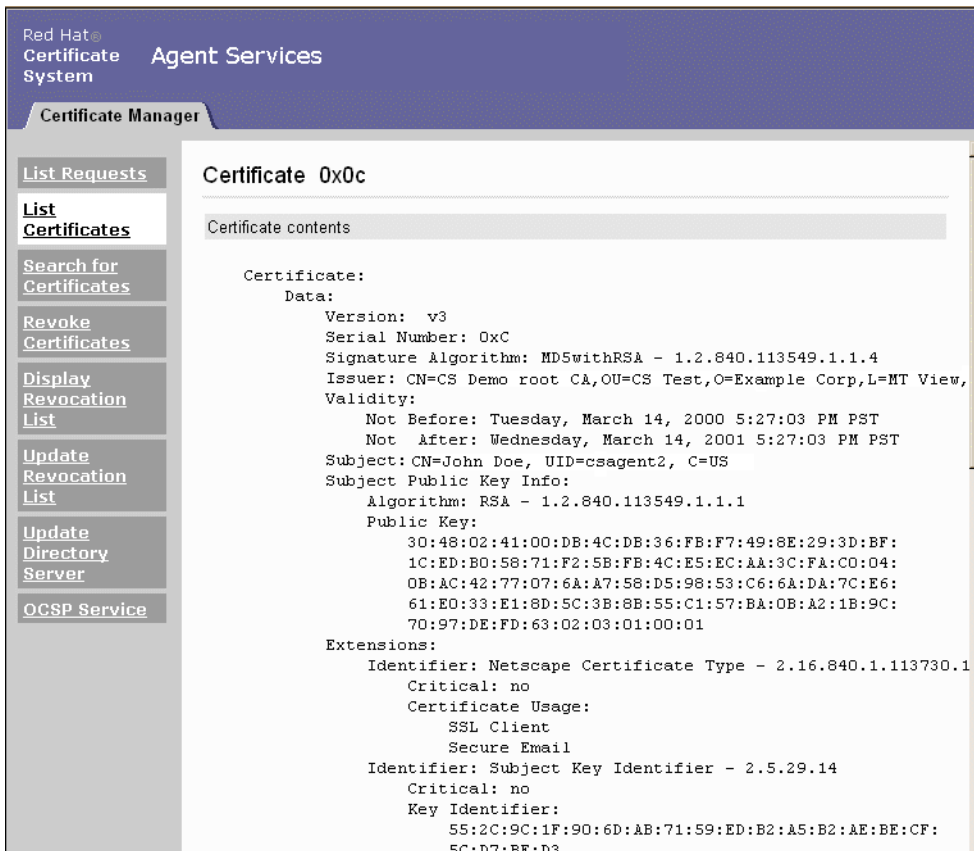 Red Hat®
Certificate
System
Agent Services
Certificate Manager
List Requests
List
Certificates
Search for
Certificates
Revoke
Certificates
Display
Revocation
List
Update
Revocation
List
Update
Directory
Server
OCSP Service
Certificate 0x0c
Certificate contents
Certificate:
Data:
Version: v3
Serial Number: 0xC
Signature Algorithm: MD5withRSA - 1.2.840.113549.1.1.4
Issuer: CN=CS Demo root CA,OU=CS Test,O=Example Corp,L=MT View,
Validity:
Not Before: Tuesday, March 14, 2000 5:27:03 PM PST
Not After: Wednesday, March 14, 2001 5:27:03 PM PST
Subject: CN=John Doe, UID=csagent2, C=US
Subject Public Key Info:
Algorithm: RSA - 1.2.840.113549.1.1.1
Public Key:
30:48:02:41:00:DB:4C:DB:36:FB:F7:49:8E:29:3D:BF:
1C:ED:B0:58:71:F2:5B:FB:4C:E5:EC:AA:3C:FA:C0:04:
0B:AC:42:77:07:6A:A7:58:D5:98:53:C6:6A:DA:7C:E6:
61:E0:33:E1:8D:5C:3B:8B:55:C1:57:BA:0B:A2:1B:9C:
70:97:DE:FD:63:02:03:01:00:01
Extensions:
Identifier: Netscape Certificate Type - 2.16.840.1.113730.1
Critical: no
Certificate Usage:
SSL Client
Secure Email
Identifier: Subject Key Identifier - 2.5.29.14
Critical: no
Key Identifier:
55:2C:9C:1F:90:6D:AB:71:59:ED:B2:A5:B2:AE:BE:CF:
5C:D7:BE:D3